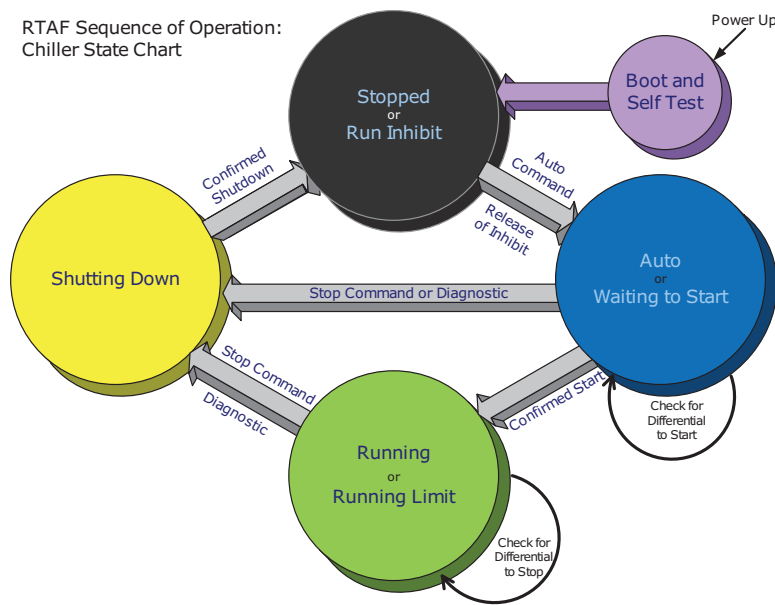 RTAF Sequence of Operation:
Chiller State Chart
Power Up
Boot and
Self Test
Stopped
or
Run Inhibit
Confirmed
Shutdown
Auto
Command
Release
of Inhibit
Shutting Down
Stop Command or Diagnostic
Auto
or
Waiting to Start
Stop Command
Diagnostic
Confirmed Start
Check for
Differential
to Start
Running
or
Running Limit
Check for
Differential
to Stop